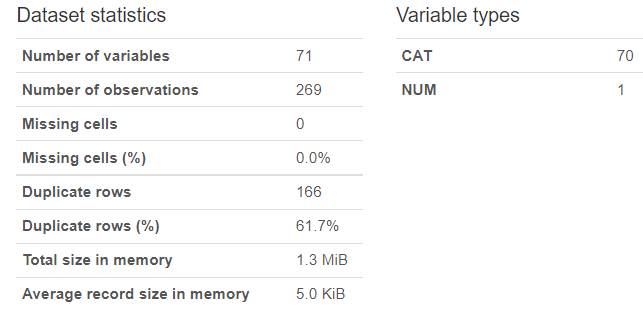 Dataset statistics
Number of variables 71
Number of observations 269
Missing cells 0
Missing cells (%) 0.0%
Duplicate rows 166
Duplicate rows (%) 61.7%
Total size in memory 1.3 MiB
Average record size in memory 5.0 KiB
Variable types
CAT 70
NUM 1